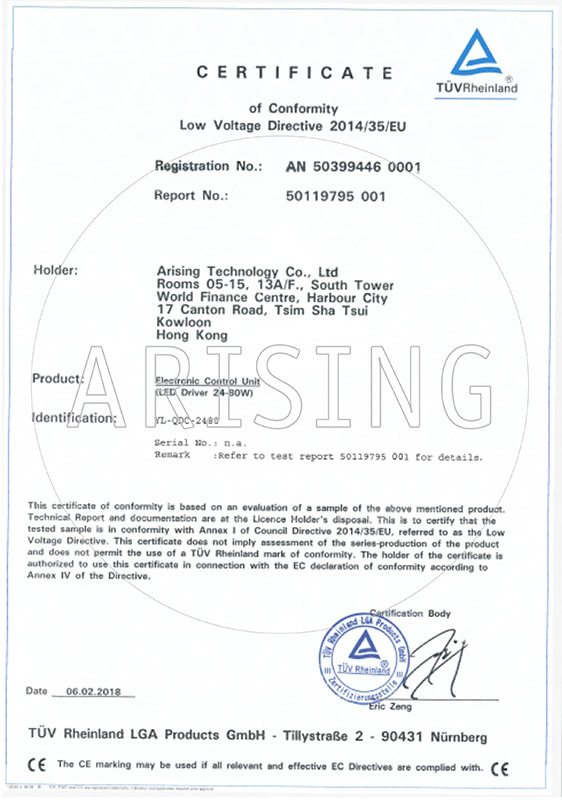 CERTIFICATE
TÜVRheinland®
of Conformity
Low Voltage Directive 2014/35/EU
Registration No.: AN 50399446 0001
Report No.: 50119795 001
Holder: Arising Technology Co., Ltd
Rooms 05-15, 13A/F., South Tower
World Finance Centre, Harbour City
17 Canton Road, Tsim Sha Tsui
Kowloon
Hong Kong
ARISING
Product: Electronic Control Unit
(LED Driver 24-80W)
Identification: YL-QDC-2480
Serial No.: n.a.
Remark :Refer to test report 50119795 001 for details.
This certificate of conformity is based on an evaluation of a sample of the above mentioned product.
Technical Report and documentation are at the Licence Holder's disposal. This is to certify that the
tested sample is in conformity with Annex I of Council Directive 2014/35/EU, referred to as the Low
Voltage Directive. This certificate does not imply assessment of the series-production of the product
and does not permit the use of a TÜV Rheinland mark of conformity. The holder of the certificate is
authorized to use this certificate in connection with the EC declaration of conformity according to
Annex IV of the Directive.
Certification Body
TÜV Rheinland LGA Products GmbH
TÜV Rheinland®
Zertifizierungsstelle
Date 06.02.2018
Eric Zeng
TÜV Rheinland LGA Products GmbH - Tillystraße 2 - 90431 Nürnberg
CE The CE marking may be used if all relevant and effective EC Directives are complied with. CE